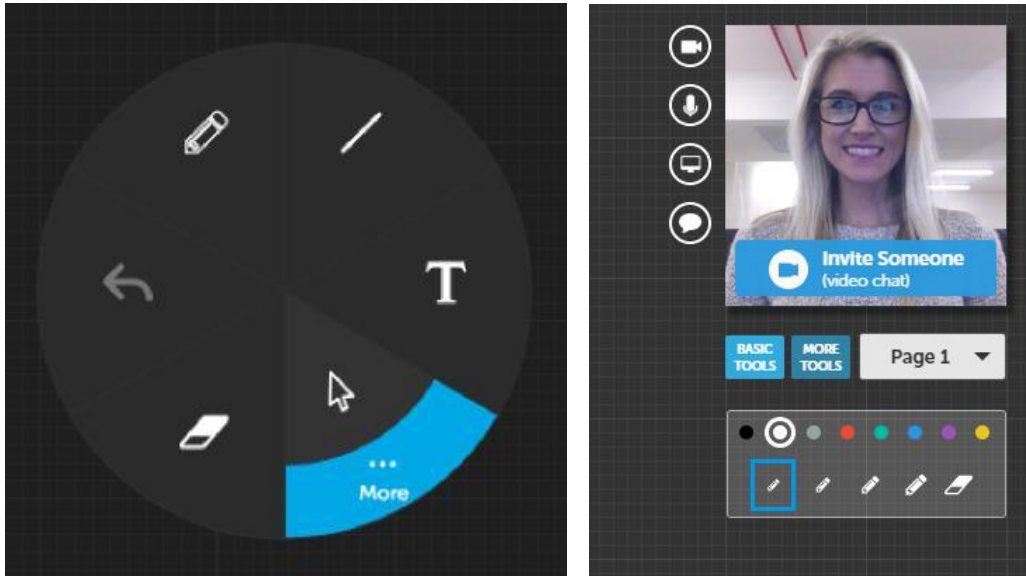 T
More
Invite Someone
(video chat)
BASIC
TOOLS
MORE
TOOLS
Page 1